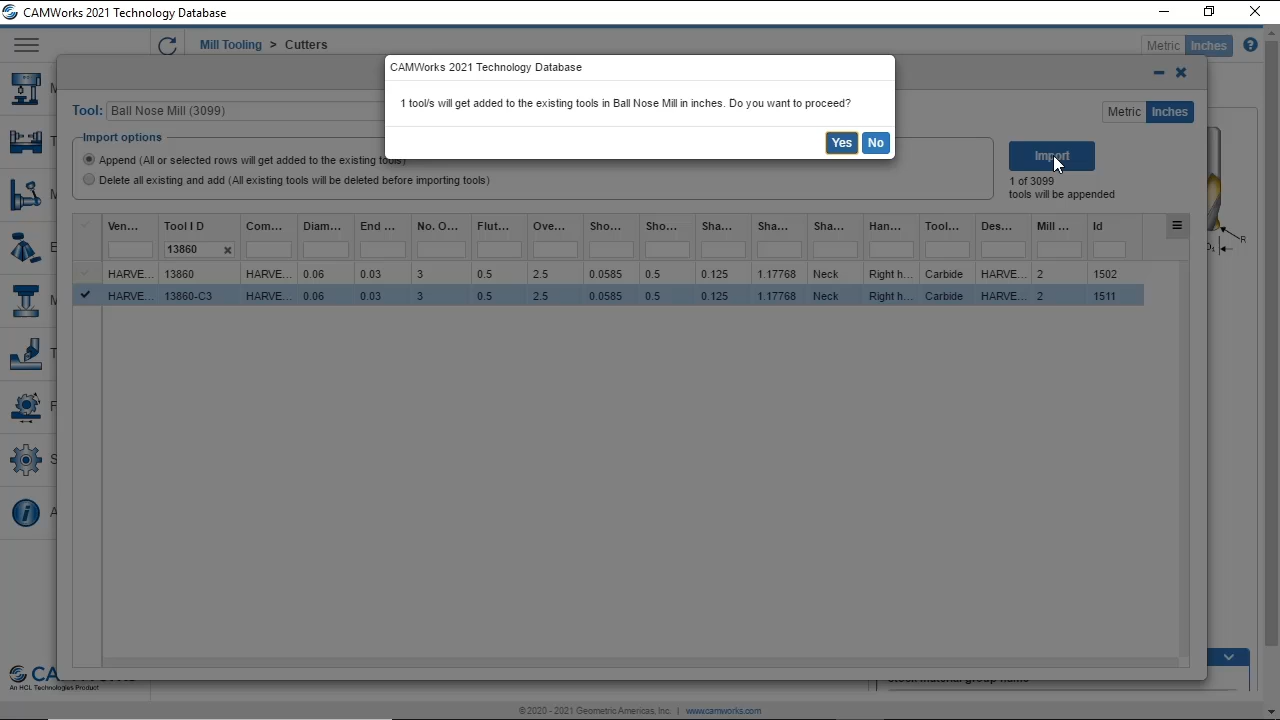 CAMWorks 2021 Technology Database
Mill Tooling > Cutters
Metric Inches
CAMWorks 2021 Technology Database
1 tool/s will get added to the existing tools in Ball Nose Mill in inches. Do you want to proceed?
Yes No
Tool: Ball Nose Mill (3099)
Metric Inches
Import options
Append (All or selected rows will get added to the existing tools)
Delete all existing and add (All existing tools will be deleted before importing tools)
Import
1 of 3099
tools will be appended
Ven... Tool I D Com... Diam... End ... No. O... Flut... Ove... Sho... Sho... Sha... Sha... Sha... Han... Tool... Des... Mill ... Id
13860
HARVE... 13860 HARVE... 0.06 0.03 3 0.5 2.5 0.0585 0.5 0.125 1.17768 Neck Right h... Carbide HARVE... 2 1502
HARVE... 13860-C3 HARVE... 0.06 0.03 3 0.5 2.5 0.0585 0.5 0.125 1.17768 Neck Right h... Carbide HARVE... 2 1511
R
D1
CA
An HCL Technologies Product
© 2020 - 2021 Geometric Americas, Inc. | www.camworks.com